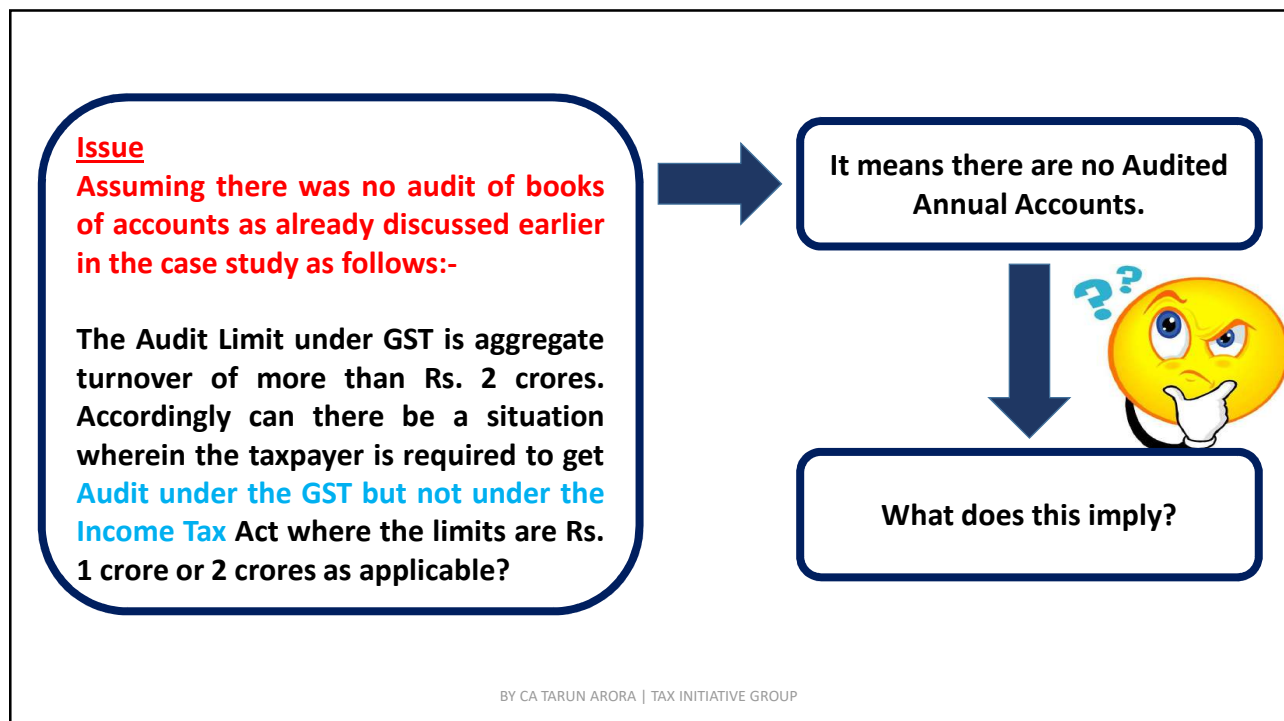 Issue
Assuming there was no audit of books
of accounts as already discussed earlier
in the case study as follows:-
The Audit Limit under GST is aggregate
turnover of more than Rs. 2 crores.
Accordingly can there be a situation
wherein the taxpayer is required to get
Audit under the GST but not under the
Income Tax Act where the limits are Rs.
1 crore or 2 crores as applicable?
It means there are no Audited
Annual Accounts.
??
What does this imply?
BY CA TARUN ARORA | TAX INITIATIVE GROUP